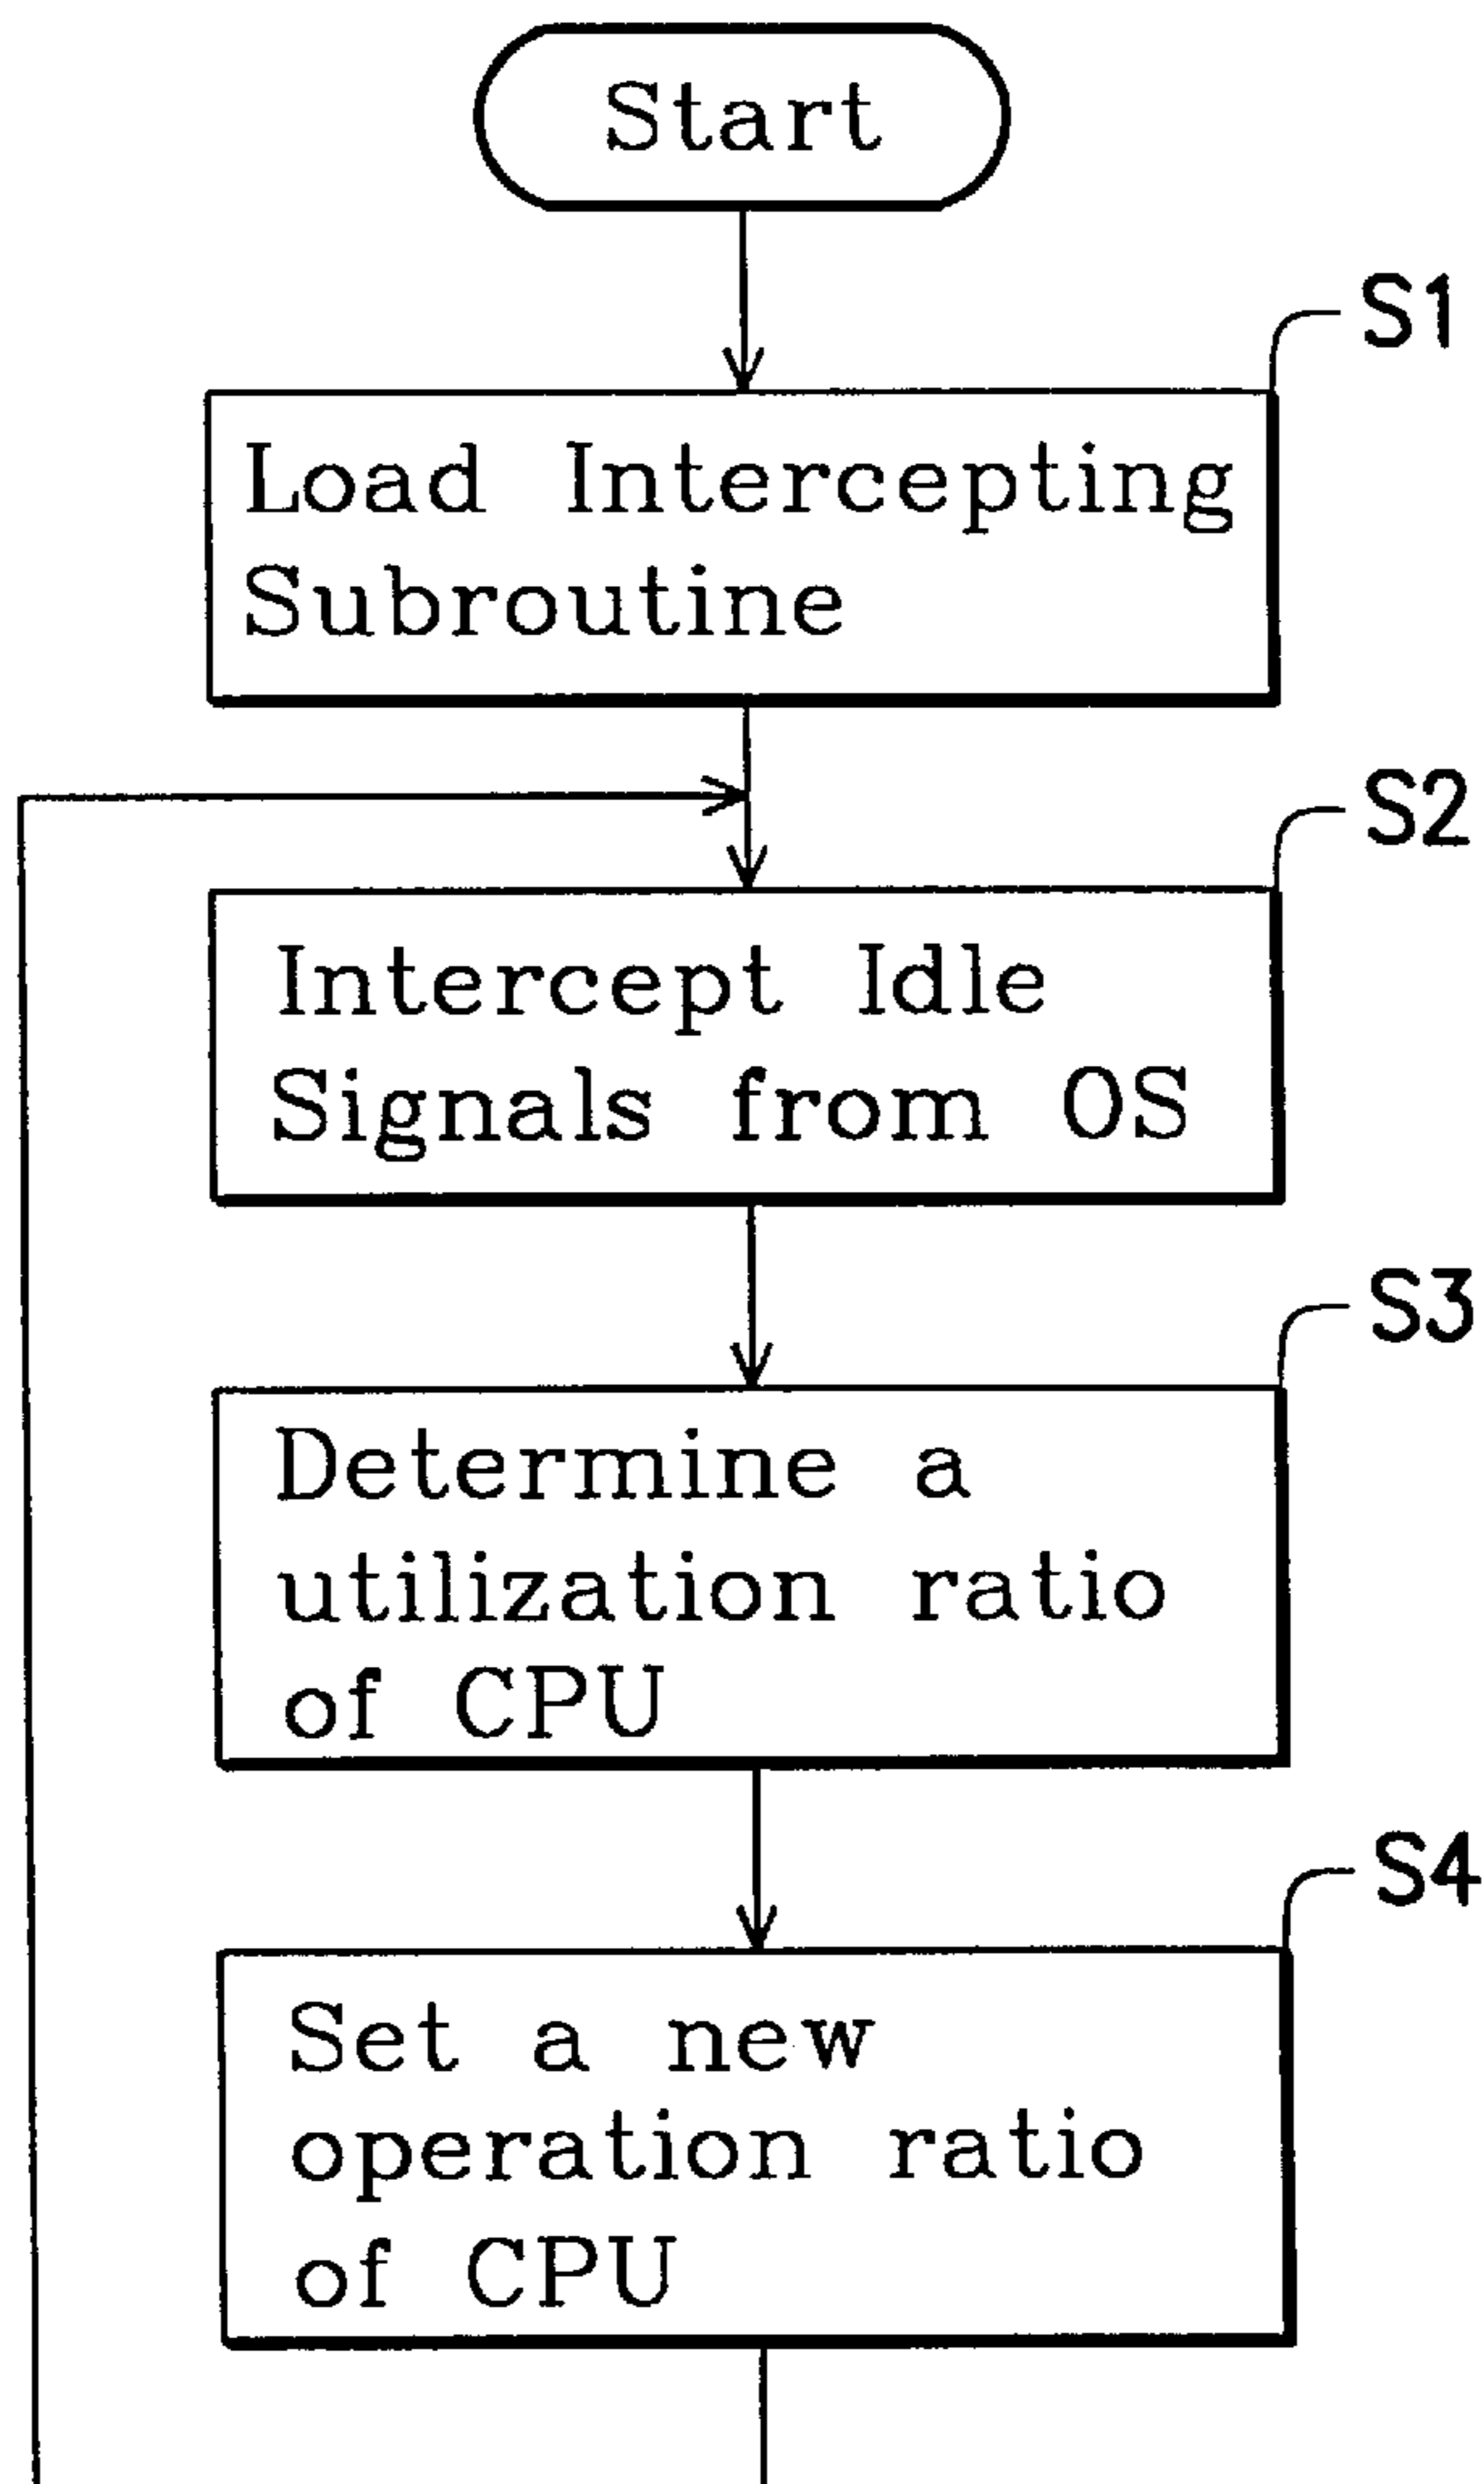 Start
S1
Load Intercepting
Subroutine
S2
Intercept Idle
Signals from OS
S3
Determine a
utilization ratio
of CPU
S4
Set a new
operation ratio
of CPU